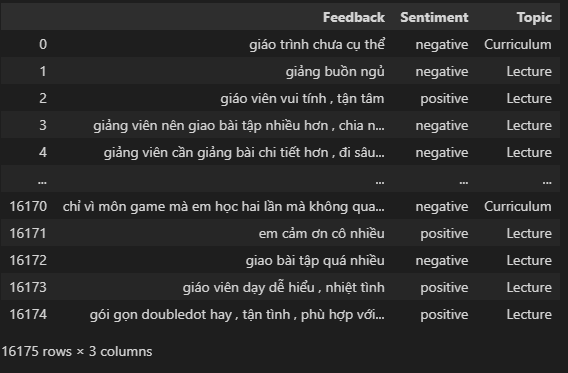 Feedback Sentiment Topic
0 giáo trình chưa cụ thể negative Curriculum
1 giảng buồn ngủ negative Lecture
2 giáo viên vui tính , tận tâm positive Lecture
3 giảng viên nên giao bài tập nhiều hơn , chia n... negative Lecture
4 giảng viên cần giảng bài chi tiết hơn , đi sâu... negative Lecture
... ... ... ...
16170 chỉ vì môn game mà em học hai lần mà không qua... negative Curriculum
16171 em cảm ơn cô nhiều positive Lecture
16172 giao bài tập quá nhiều negative Lecture
16173 giáo viên dạy dễ hiểu , nhiệt tình positive Lecture
16174 gói gọn doubledot hay , tận tình , phù hợp với... positive Lecture
16175 rows × 3 columns